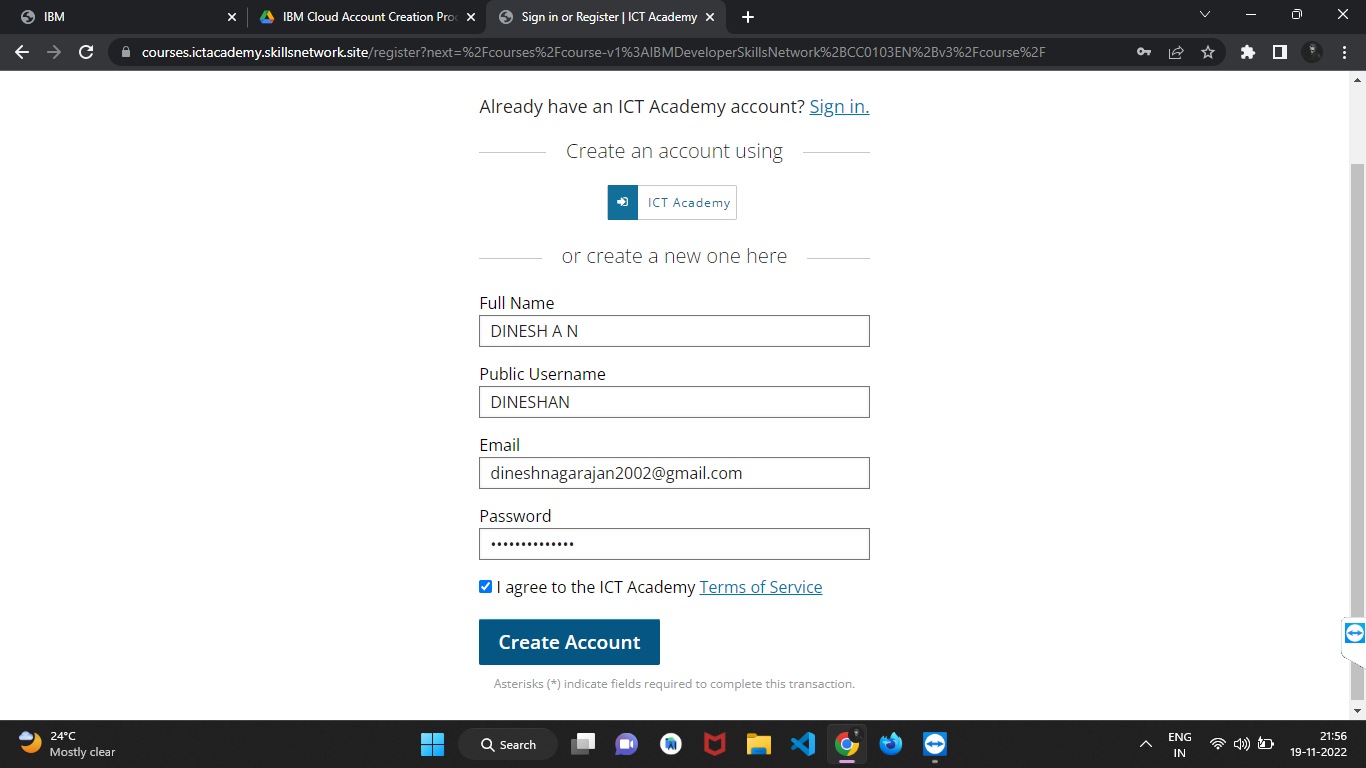 IBM
IBM Cloud Account Creation Proc
Sign in or Register | ICT Academy
courses.ictacademy.skillsnetwork.site/register?next=%2Fcourses%2Fcourse-v1%3AIBMDeveloperSkillsNetwork%2BCC0103EN%2Bv3%2Fcourse%2F
Already have an ICT Academy account? Sign in.
Create an account using
ICT Academy
or create a new one here
Full Name
DINESH A N
Public Username
DINESHAN
Email
dineshnagarajan2002@gmail.com
Password
••••••••••••••
I agree to the ICT Academy Terms of Service
Create Account
Asterisks (*) indicate fields required to complete this transaction.
24°C
Mostly clear
Search
ENG
IN
21:56
19-11-2022